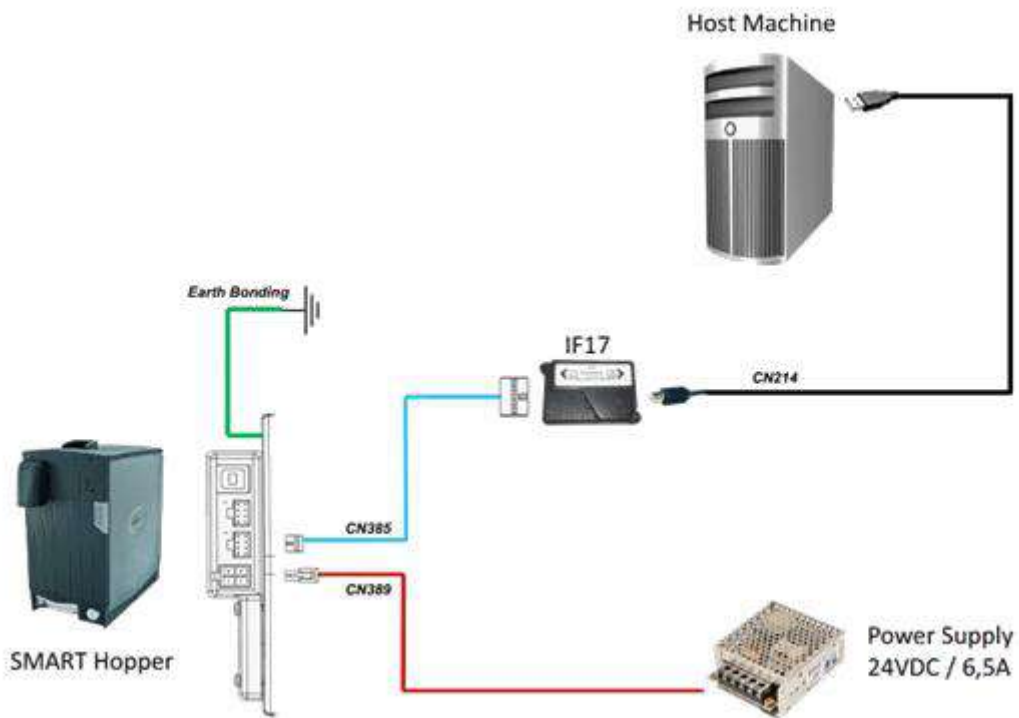 Host Machine
Earth Bonding
IF17
CN214
CN385
CN389
SMART Hopper
Power Supply
24VDC / 6,5A